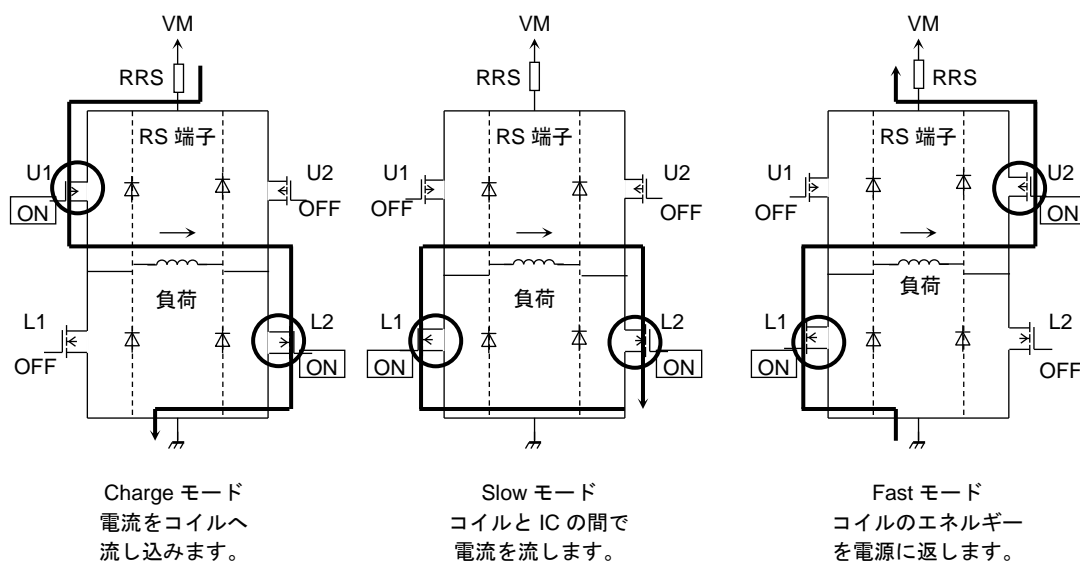 VM
RRS
RS 端子
U1
ON
U2
OFF
負荷
L1
OFF
L2
ON
Charge モード
電流をコイルへ
流し込みます。
VM
RRS
RS 端子
U1
OFF
U2
OFF
負荷
L1
ON
L2
ON
Slow モード
コイルと IC の間で
電流を流します。
VM
RRS
RS 端子
U1
OFF
U2
ON
負荷
L1
ON
L2
OFF
Fast モード
コイルのエネルギー
を電源に返します。